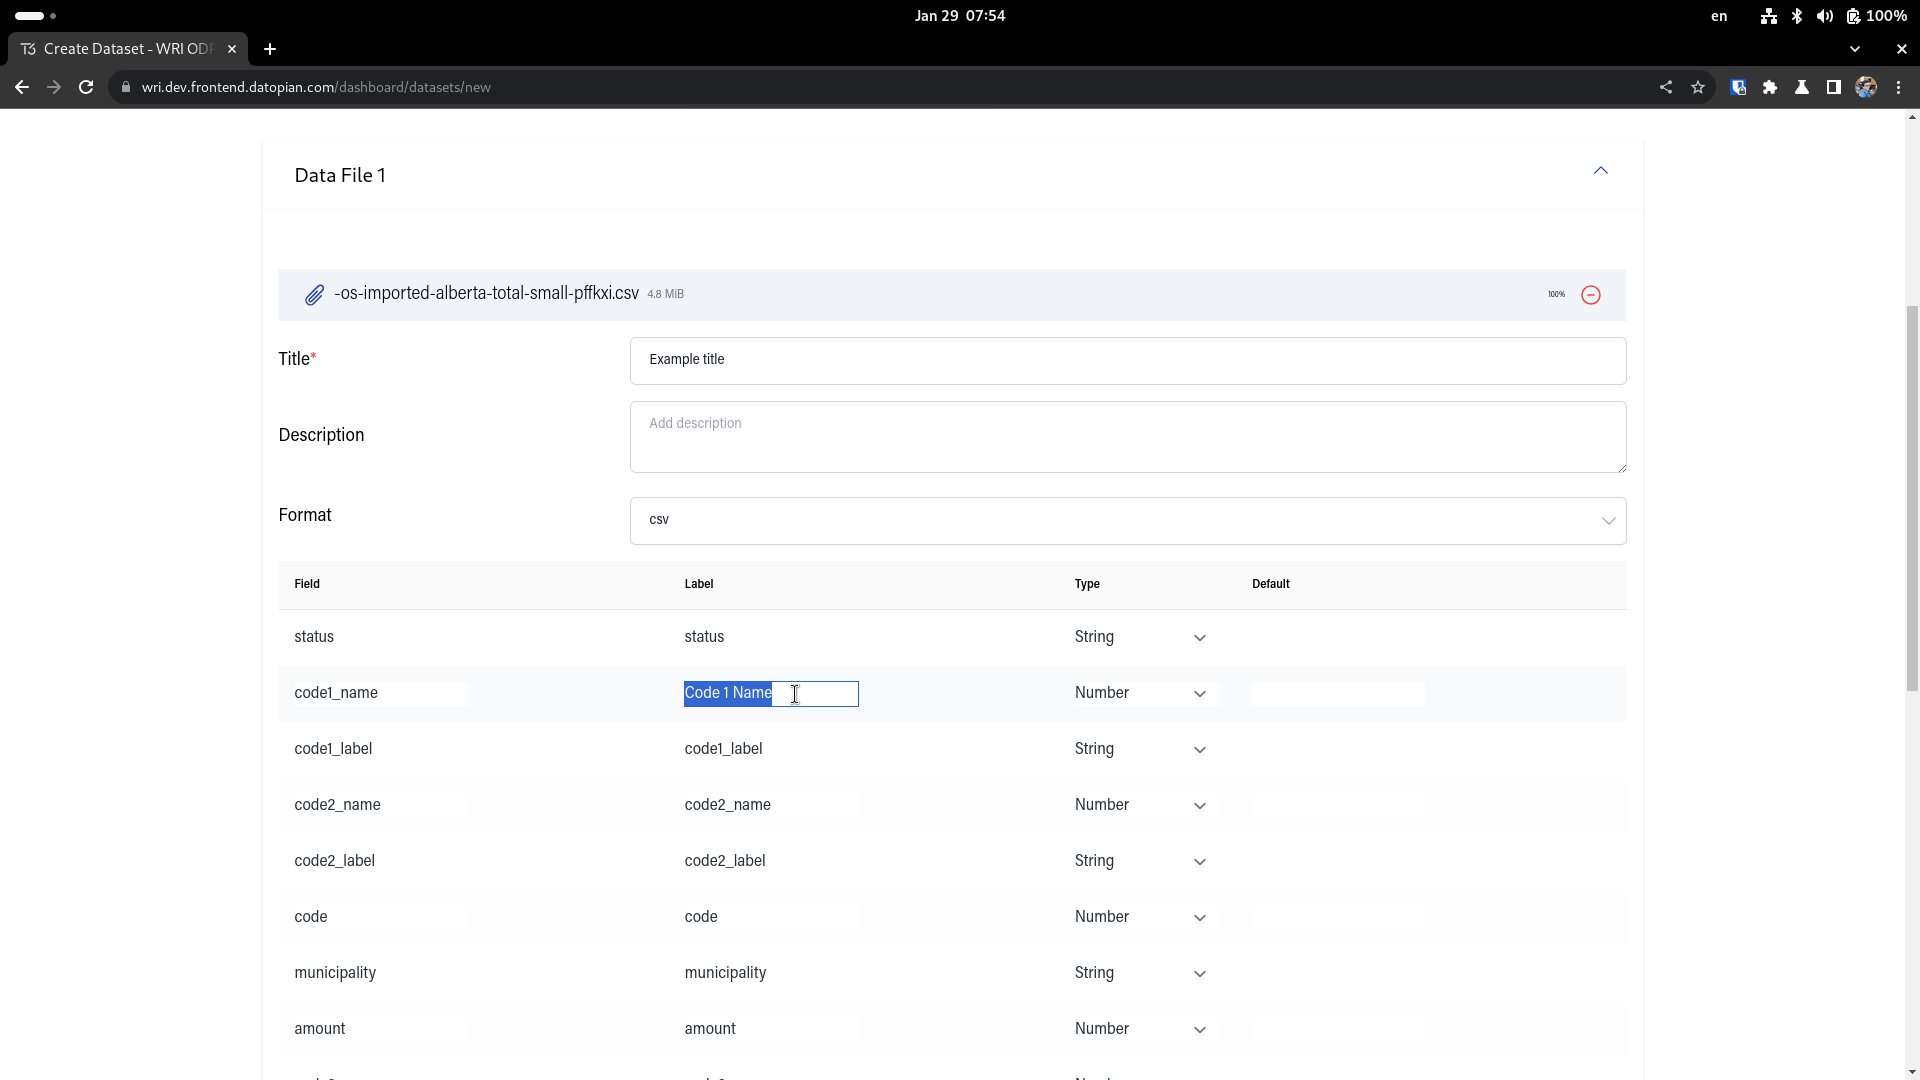 Jan 29 07:54
en
100%
Create Dataset - WRI OD
wri.dev.frontend.datopian.com/dashboard/datasets/new
Data File 1
-os-imported-alberta-total-small-pffkxi.csv 4.8 MiB 100%
Title* Example title
Description Add description
Format csv
Field Label Type Default
status status String
code1_name Code 1 Name Number
code1_label code1_label String
code2_name code2_name Number
code2_label code2_label String
code code Number
municipality municipality String
amount amount Number